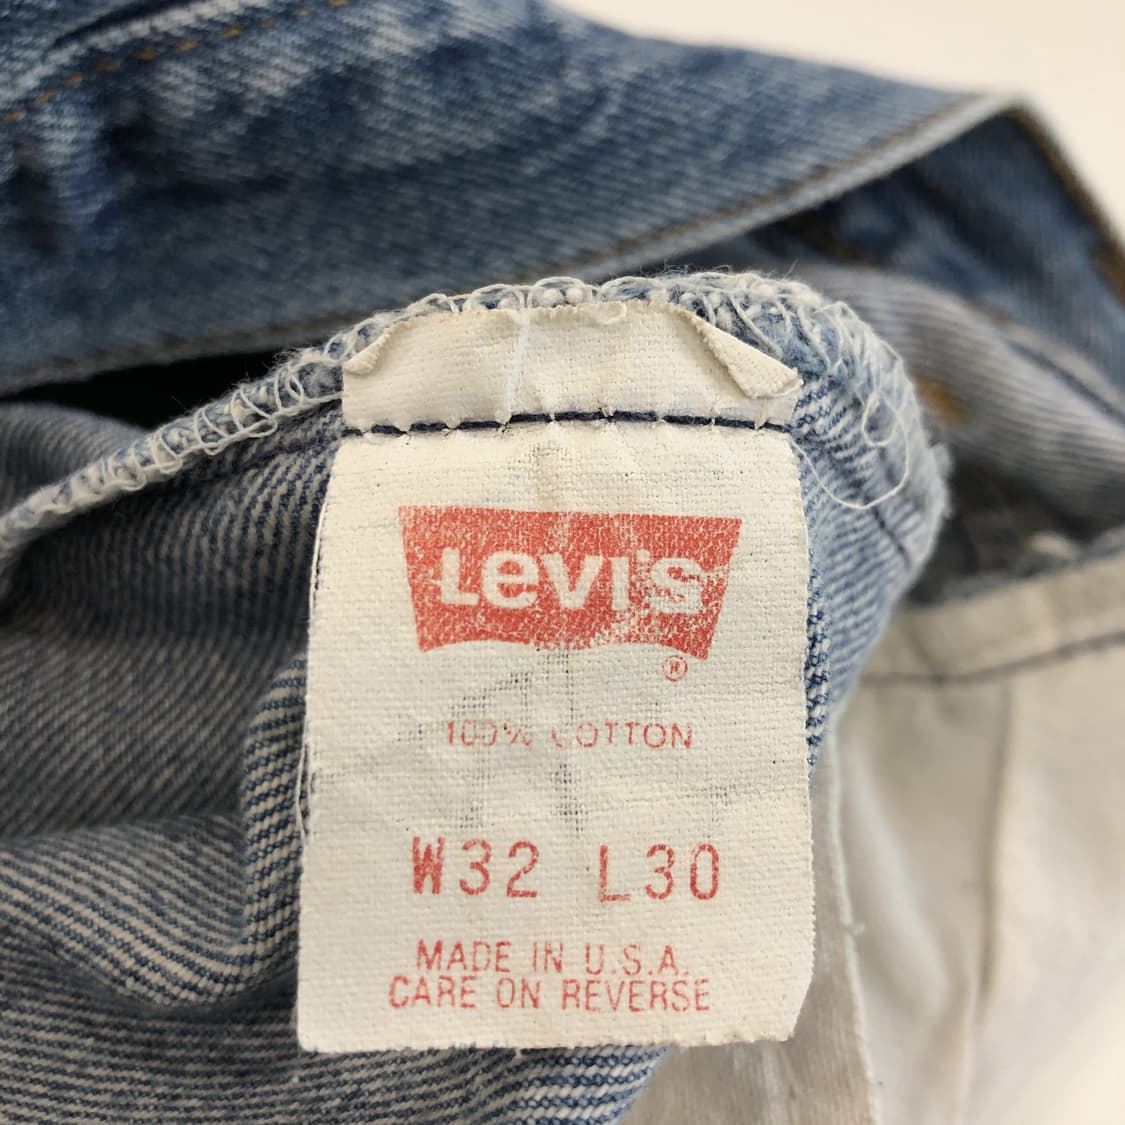 Levi's
®
100% COTTON
W32 L30
MADE IN U.S.A.
CARE ON REVERSE